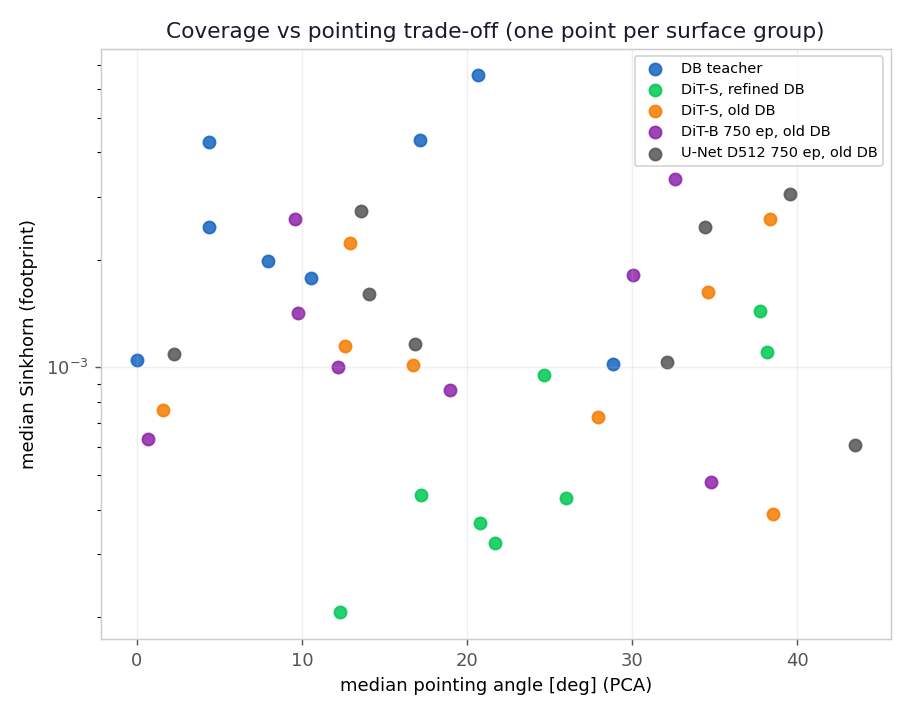 Coverage vs pointing trade-off (one point per surface group)
DB teacher
DiT-S, refined DB
DiT-S, old DB
DiT-B 750 ep, old DB
U-Net D512 750 ep, old DB
median Sinkhorn (footprint)
10⁻³
0 10 20 30 40
median pointing angle [deg] (PCA)